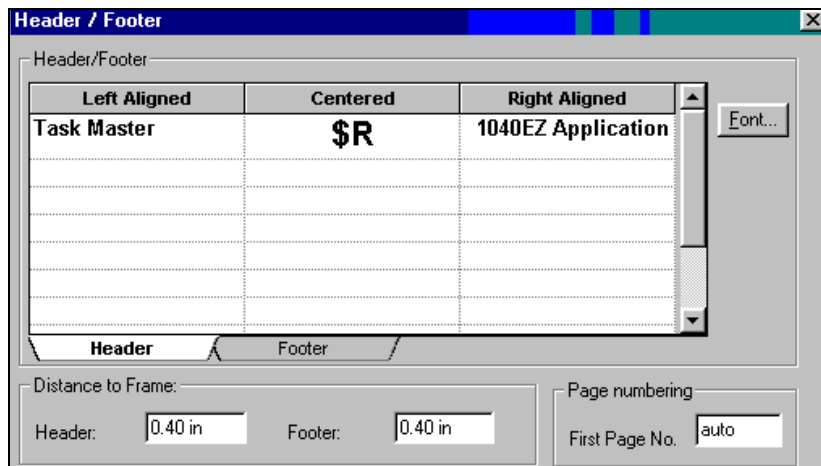 Header / Footer
Header/Footer
Left Aligned Centered Right Aligned
Task Master $R 1040EZ Application
Font...
Header Footer
Distance to Frame:
Header: 0.40 in Footer: 0.40 in
Page numbering
First Page No. auto